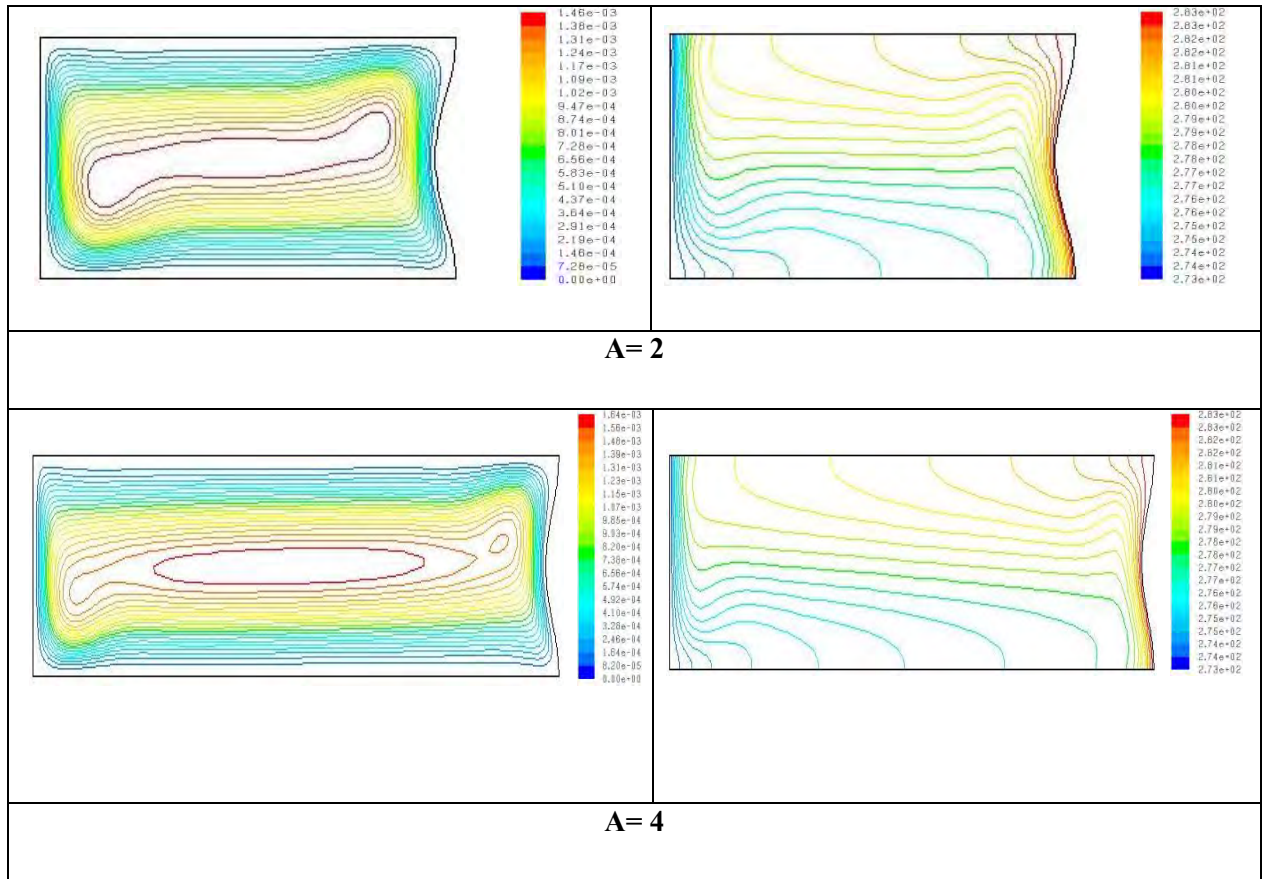 1.46e-03
1.38e-03
1.31e-03
1.24e-03
1.17e-03
1.09e-03
1.02e-03
9.47e-04
8.74e-04
8.01e-04
7.28e-04
6.56e-04
5.83e-04
5.10e-04
4.37e-04
3.64e-04
2.91e-04
2.19e-04
1.46e-04
7.28e-05
0.00e+00
2.83e+02
2.83e+02
2.82e+02
2.82e+02
2.81e+02
2.81e+02
2.80e+02
2.80e+02
2.79e+02
2.79e+02
2.78e+02
2.78e+02
2.77e+02
2.77e+02
2.76e+02
2.76e+02
2.75e+02
2.75e+02
2.74e+02
2.74e+02
2.73e+02
A= 2
1.64e-03
1.56e-03
1.48e-03
1.39e-03
1.31e-03
1.23e-03
1.15e-03
1.07e-03
9.85e-04
9.03e-04
8.20e-04
7.38e-04
6.56e-04
5.74e-04
4.92e-04
4.10e-04
3.28e-04
2.46e-04
1.64e-04
8.20e-05
0.00e+00
2.83e+02
2.83e+02
2.82e+02
2.82e+02
2.81e+02
2.81e+02
2.80e+02
2.80e+02
2.79e+02
2.79e+02
2.78e+02
2.78e+02
2.77e+02
2.77e+02
2.76e+02
2.76e+02
2.75e+02
2.75e+02
2.74e+02
2.74e+02
2.73e+02
A= 4